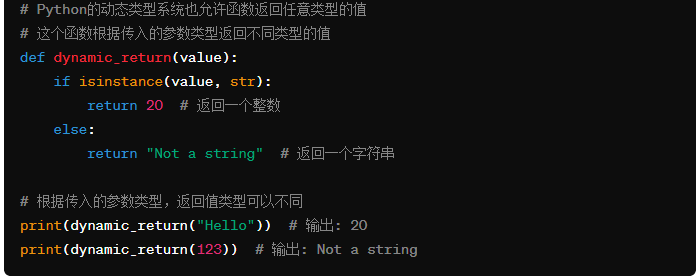 # Python的动态类型系统也允许函数返回任意类型的值
# 这个函数根据传入的参数类型返回不同类型的值
def dynamic_return(value):
    if isinstance(value, str):
        return 20  # 返回一个整数
    else:
        return "Not a string"  # 返回一个字符串
# 根据传入的参数类型，返回值类型可以不同
print(dynamic_return("Hello"))  # 输出: 20
print(dynamic_return(123))  # 输出: Not a string